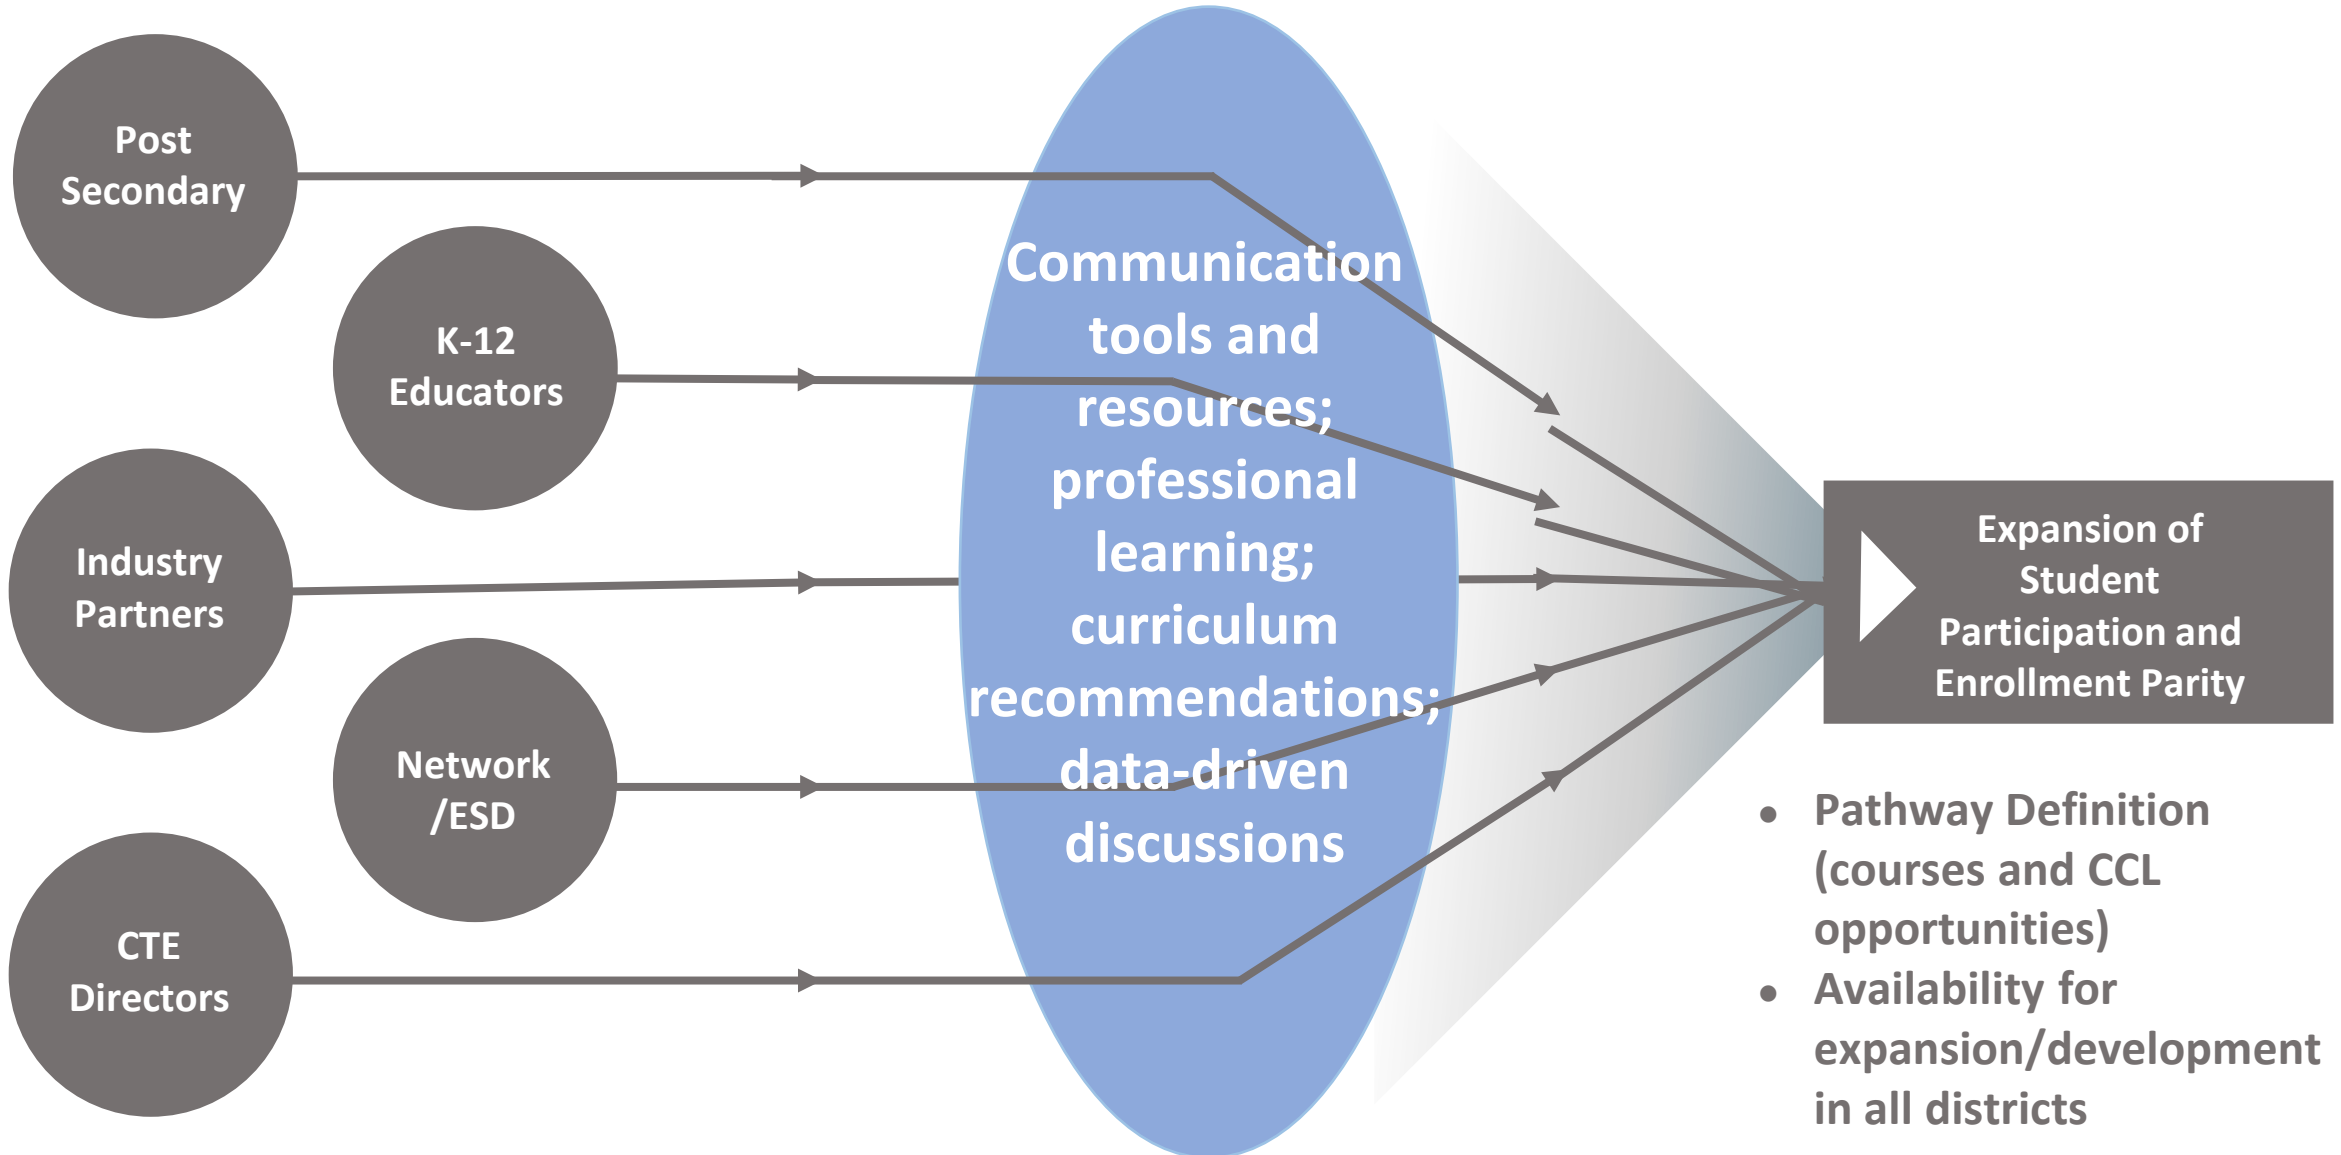 Post
Secondary
K-12
Educators
Industry
Partners
Network
/ESD
CTE
Directors
Communication
tools and
resources;
professional
learning;
curriculum
recommendations;
data-driven
discussions
Expansion of
Student
Participation and
Enrollment Parity
• Pathway Definition
(courses and CCL
opportunities)
• Availability for
expansion/development
in all districts